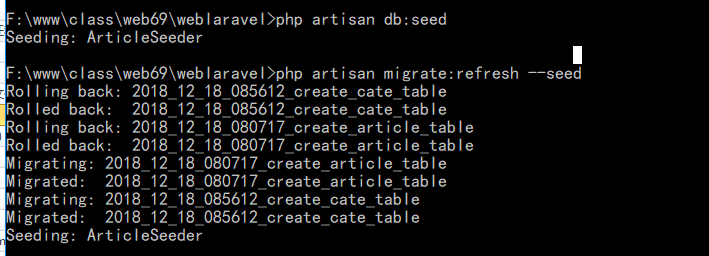 F:\www\class\web69\weblaravel>php artisan db:seed
Seeding: ArticleSeeder
F:\www\class\web69\weblaravel>php artisan migrate:refresh --seed
Rolling back: 2018_12_18_085612_create_cate_table
Rolled back:  2018_12_18_085612_create_cate_table
Rolling back: 2018_12_18_080717_create_article_table
Rolled back:  2018_12_18_080717_create_article_table
Migrating: 2018_12_18_080717_create_article_table
Migrated:  2018_12_18_080717_create_article_table
Migrating: 2018_12_18_085612_create_cate_table
Migrated:  2018_12_18_085612_create_cate_table
Seeding: ArticleSeeder